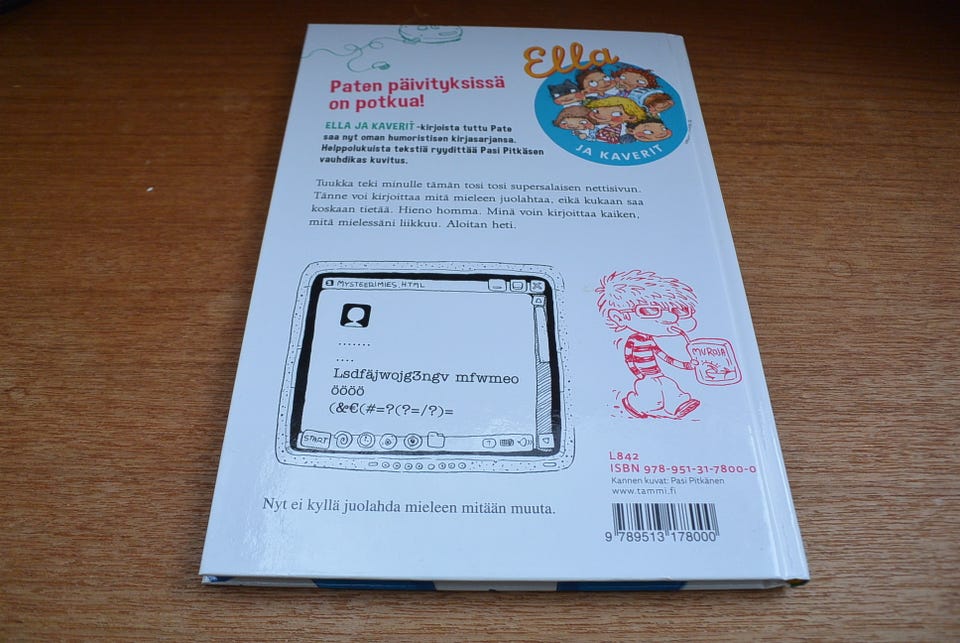 Ella
JA KAVERIT
Paten päivityksissä
on potkua!
ELLA JA KAVERIT -kirjoista tuttu Pate
saa nyt oman humoristisen kirjasarjansa.
Helppolukuista tekstiä ryydittää Pasi Pitkäsen
vauhdikas kuvitus.
Tuukka teki minulle tämän tosi tosi supersalaisen nettisivun.
Tänne voi kirjoittaa mitä mieleen juolahtaa, eikä kukaan saa
koskaan tietää. Hieno homma. Minä voin kirjoittaa kaiken,
mitä mielessäni liikkuu. Aloitan heti.
MYSTEERIMIES.HTML
.......
....
Lsdfäjwojg3ngv mfwmeo
öööö
(&€(#=?(?=/?)=
START
MUROJA
Nyt ei kyllä juolahda mieleen mitään muuta.
L842
ISBN 978-951-31-7800-0
Kannen kuvat: Pasi Pitkänen
www.tammi.fi
9 789513 178000